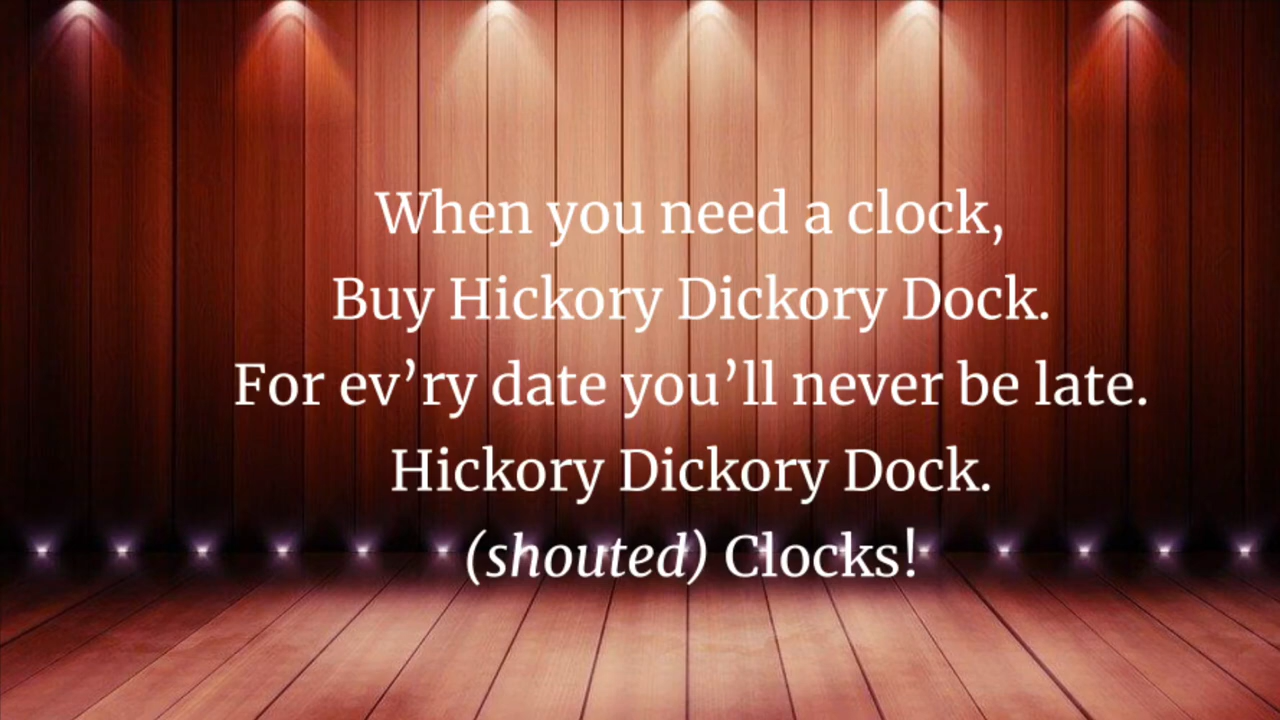 When you need a clock,
Buy Hickory Dickory Dock.
For ev’ry date you’ll never be late.
Hickory Dickory Dock.
(shouted) Clocks!